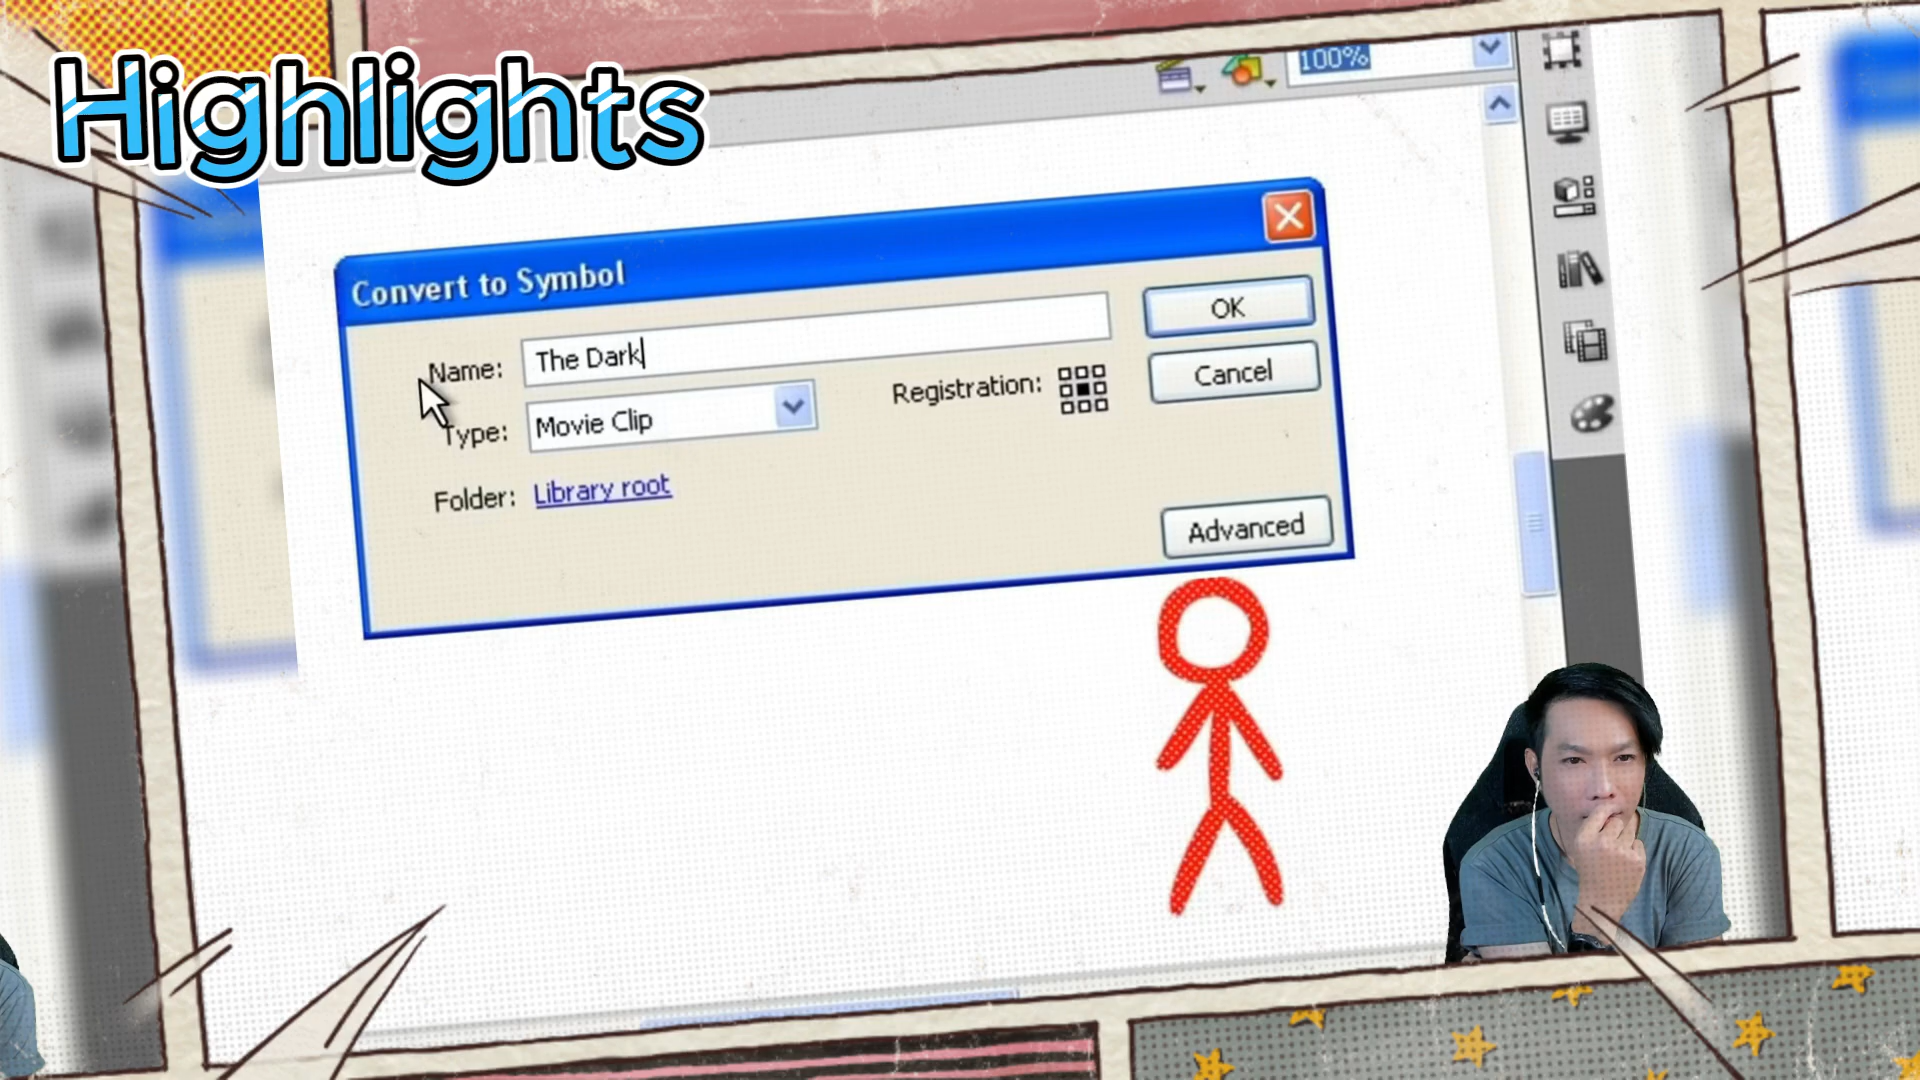 Highlights
100%
Convert to Symbol
Name: The Dark
OK
Type: Movie Clip
Registration:
Cancel
Folder: Library root
Advanced